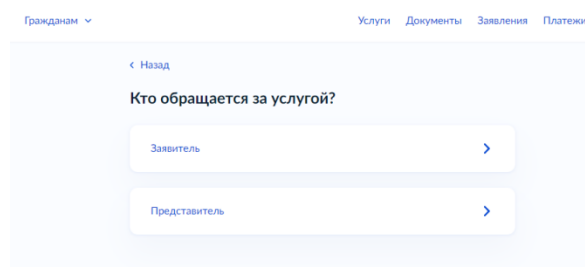 Гражданам
Услуги Документы Заявления Платежи
Назад
Кто обращается за услугой?
Заявитель
Представитель